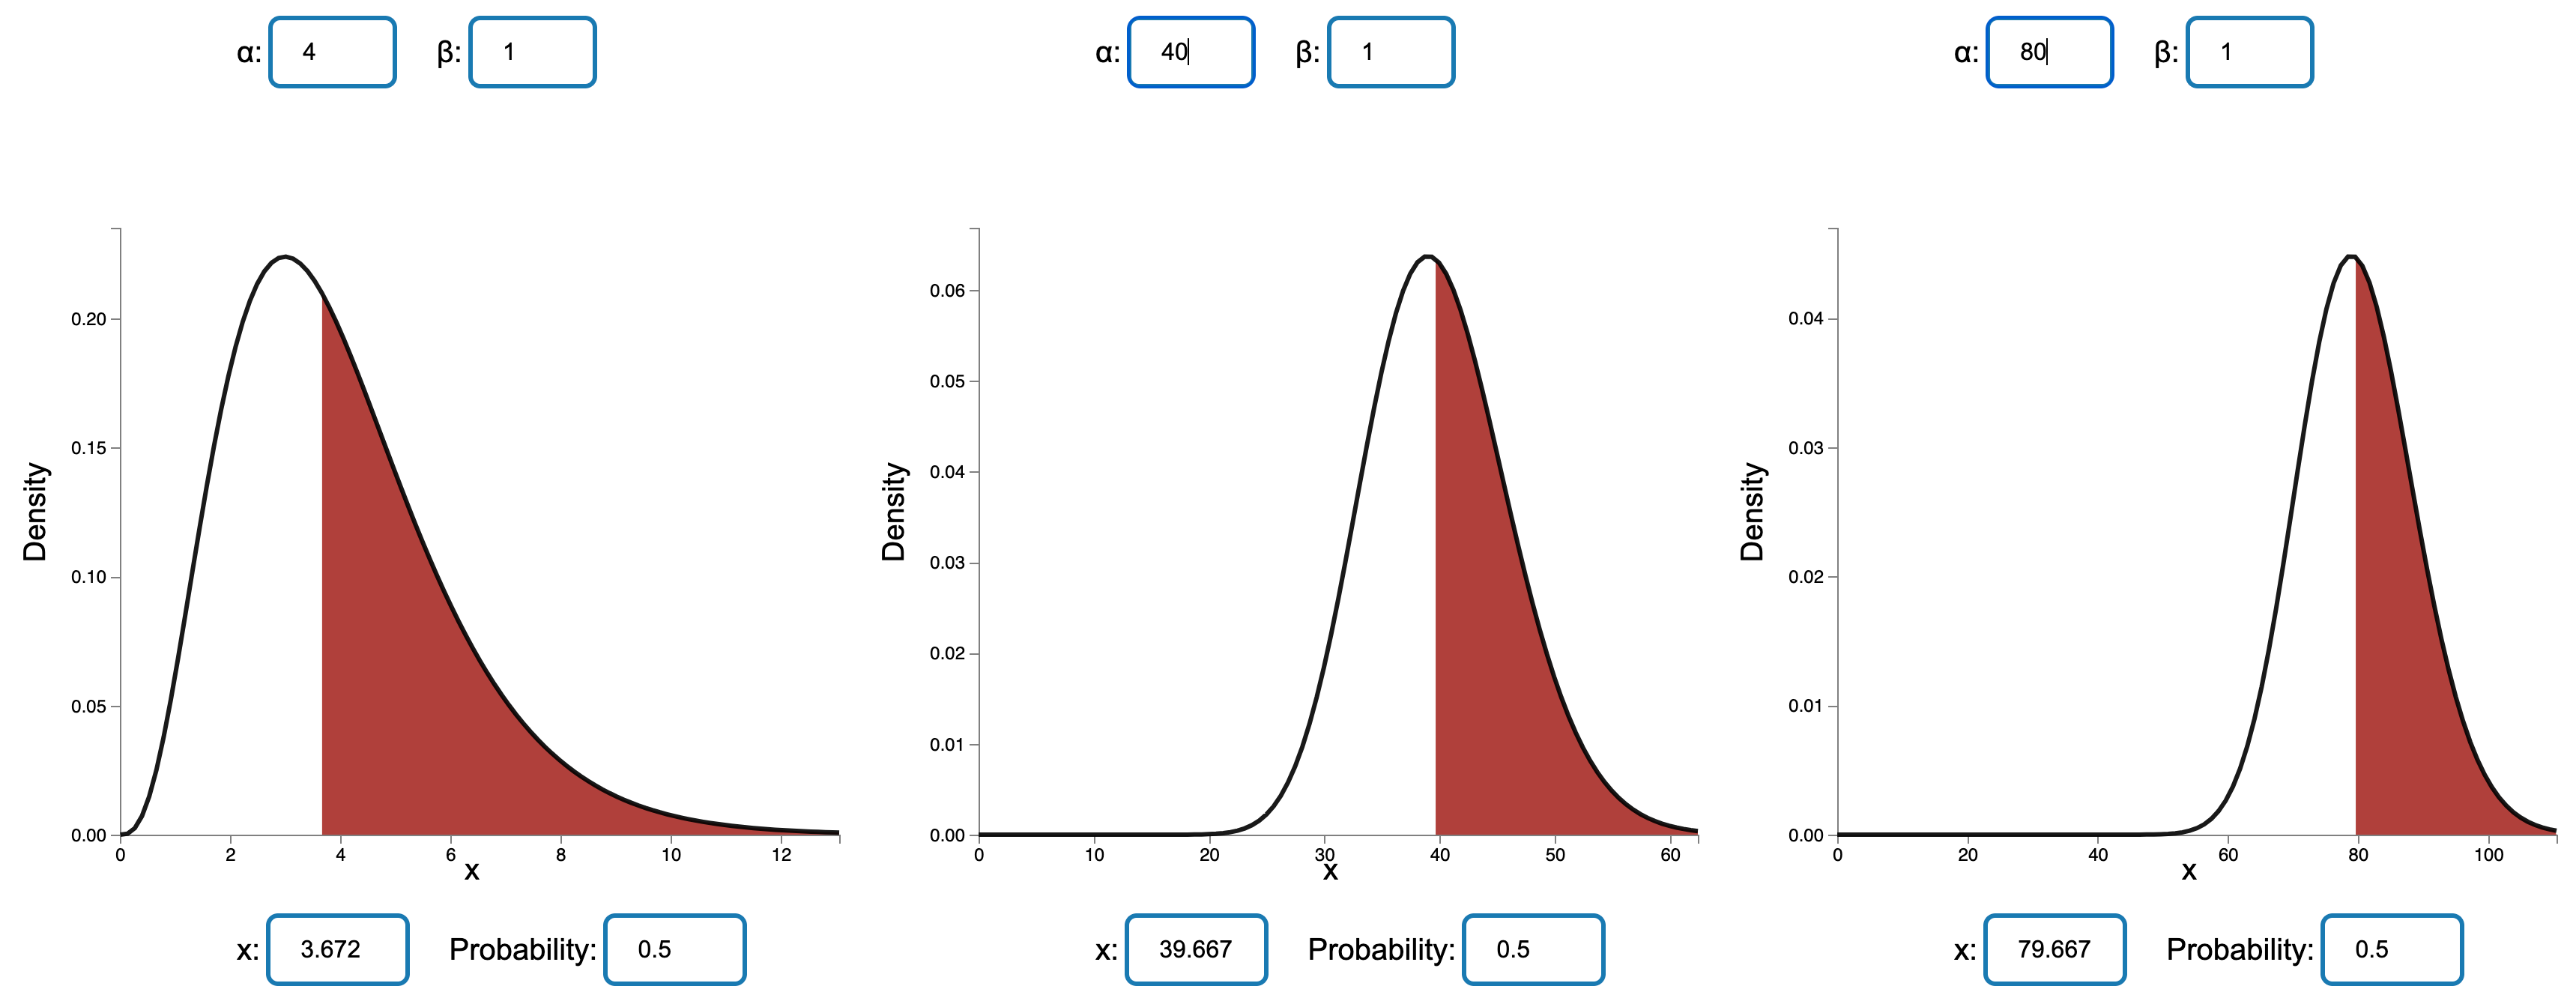 α: 4 β: 1
α: 40 β: 1
α: 80 β: 1
Density
0.20
0.15
0.10
0.05
0.00
0 2 4 6 8 10 12
x
x: 3.672 Probability: 0.5
Density
0.06
0.05
0.04
0.03
0.02
0.01
0.00
0 10 20 30 40 50 60
x
x: 39.667 Probability: 0.5
Density
0.04
0.03
0.02
0.01
0.00
0 20 40 60 80 100
x
x: 79.667 Probability: 0.5